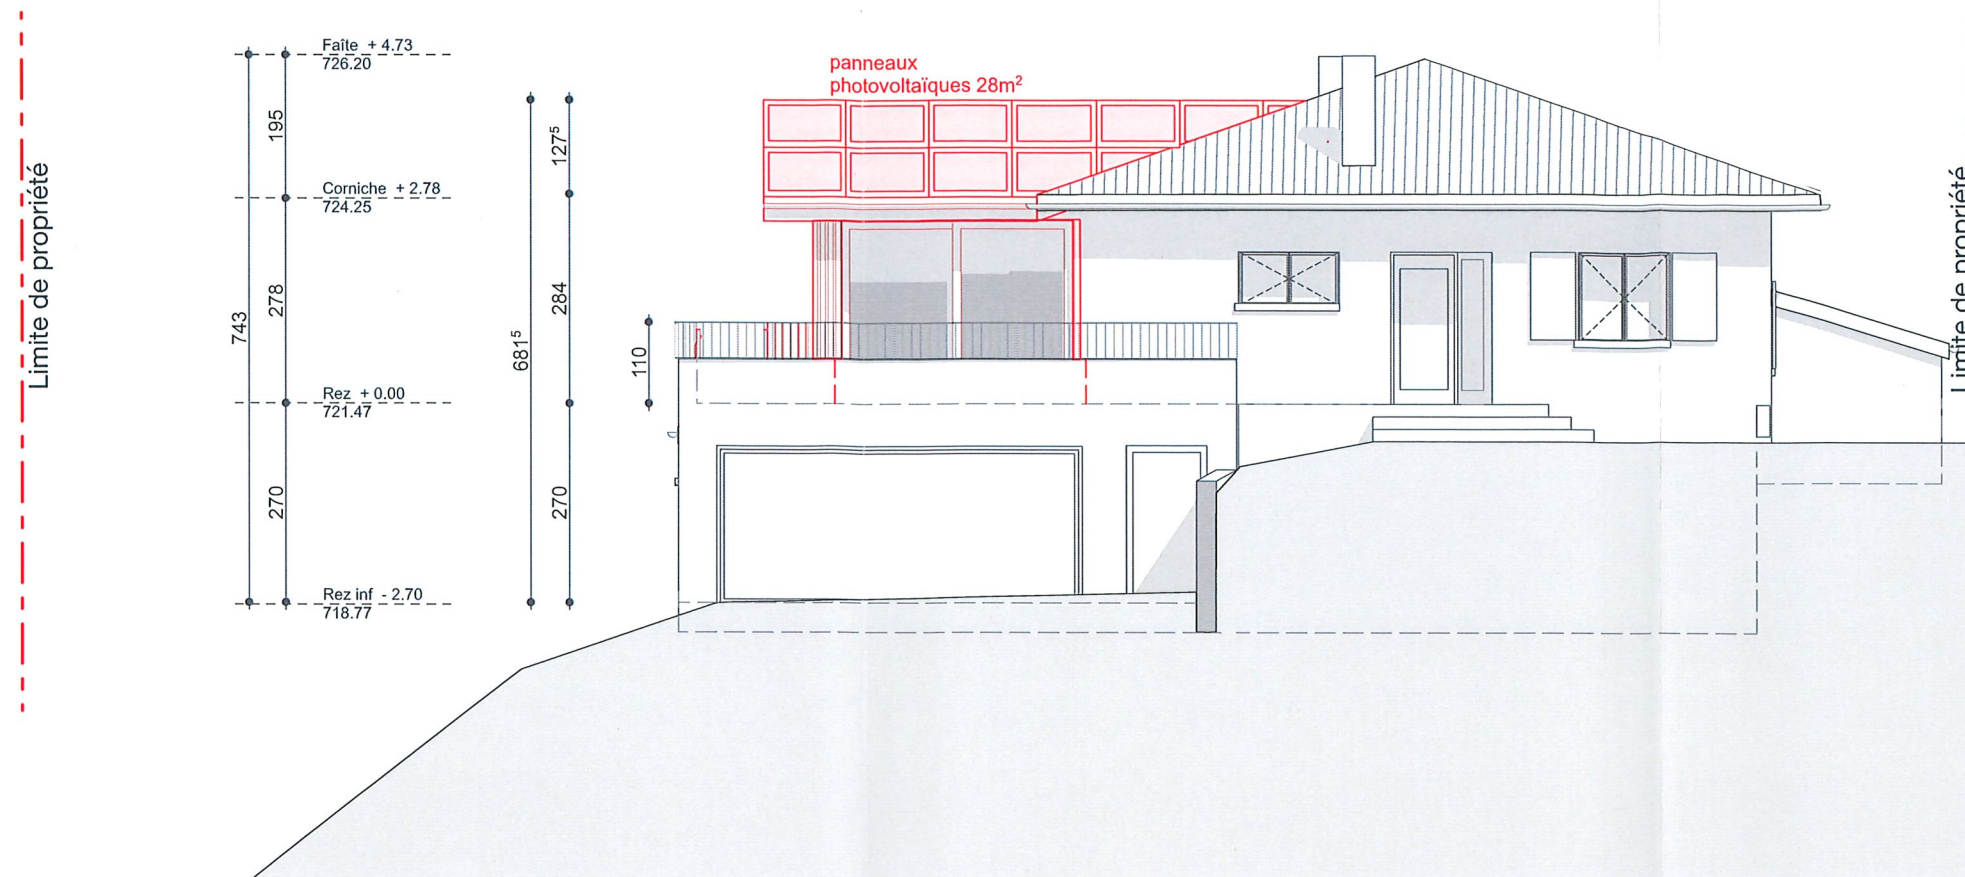 Limite de propriété
Faîte + 4.73
726.20
Corniche + 2.78
724.25
Rez + 0.00
721.47
Rez inf - 2.70
718.77
743
195
278
270
681⁵
127⁵
284
270
110
panneaux
photovoltaïques 28m²
Limite de propriété